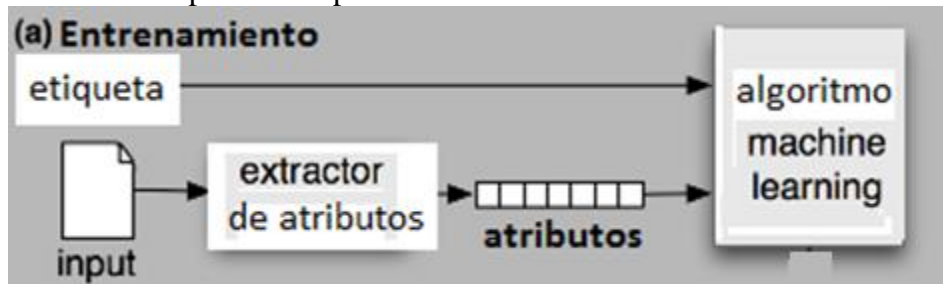 (a) Entrenamiento
etiqueta
algoritmo
machine
learning
extractor
de atributos
atributos
input